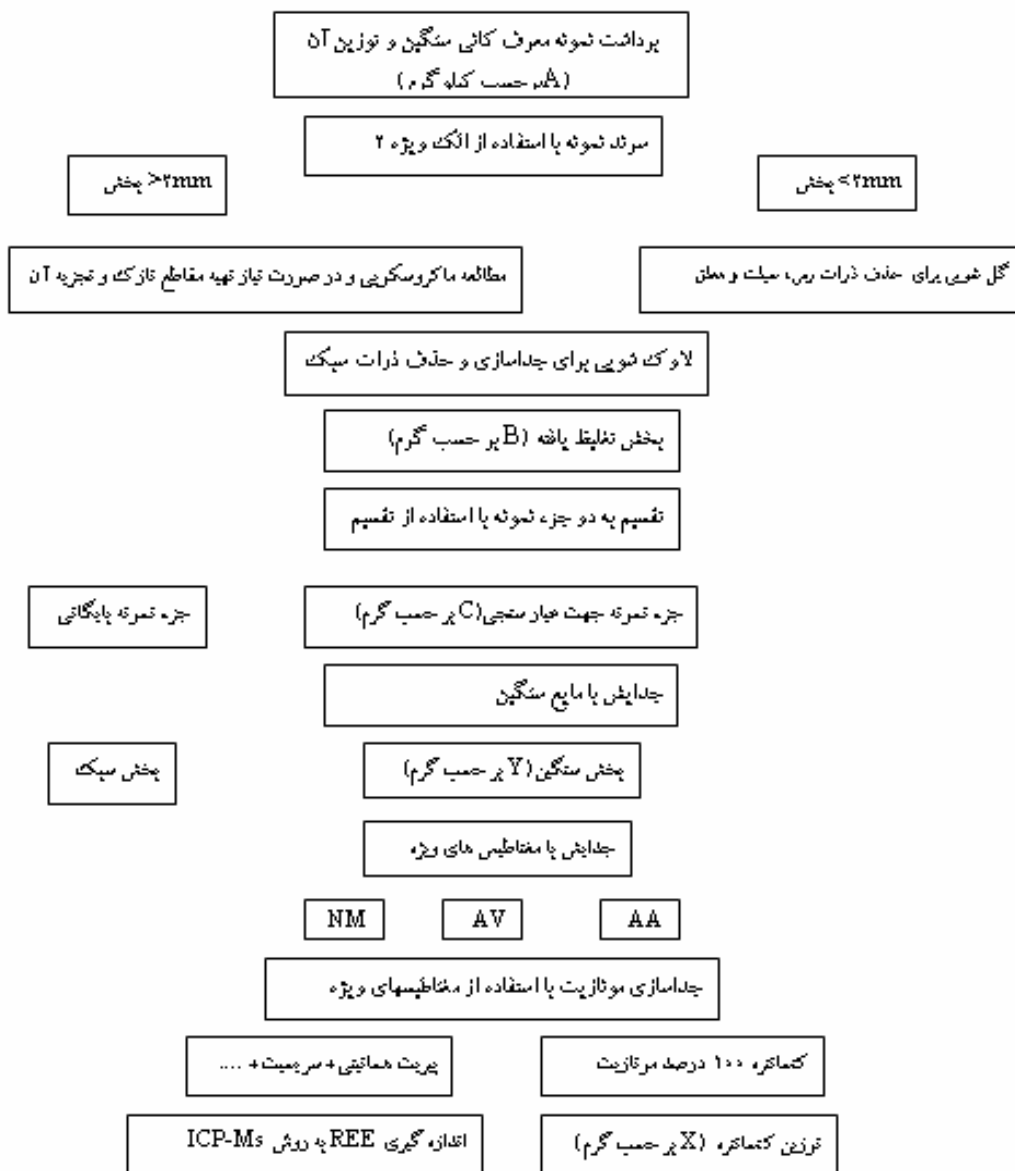 برداشت نمونه معرف کانی سنگین و توزین آن
(A بر حسب کیلو گرم)
سرند نمونه با استفاده از الک ویژه ۲
۲mm< بخش
۲mm> بخش
گل شویی برای حذف ذرات رس، سیلت و معلق
مطالعه ماکروسکوپی و در صورت نیاز تهیه مقاطع نازک و تجزیه آن
لاوک شویی برای جداسازی و حذف ذرات سبک
بخش تغلیظ یافته (B بر حسب گرم)
تقسیم به دو جزء نمونه با استفاده از تقسیم
جزء نمونه جهت عیار سنجی (C بر حسب گرم)
جزء نمونه بایگانی
جدایش با مایع سنگین
بخش سنگین (Y بر حسب گرم)
بخش سبک
جدایش با مغناطیس های ویژه
AA
AV
NM
جداسازی مونازیت با استفاده از مغناطیسهای ویژه
کنسانتره ۱۰۰ درصد مونازیت
پیریت هماتیتی + + ....
توزین کنسانتره (X بر حسب گرم)
اندازه گیری REE به روش ICP-Ms